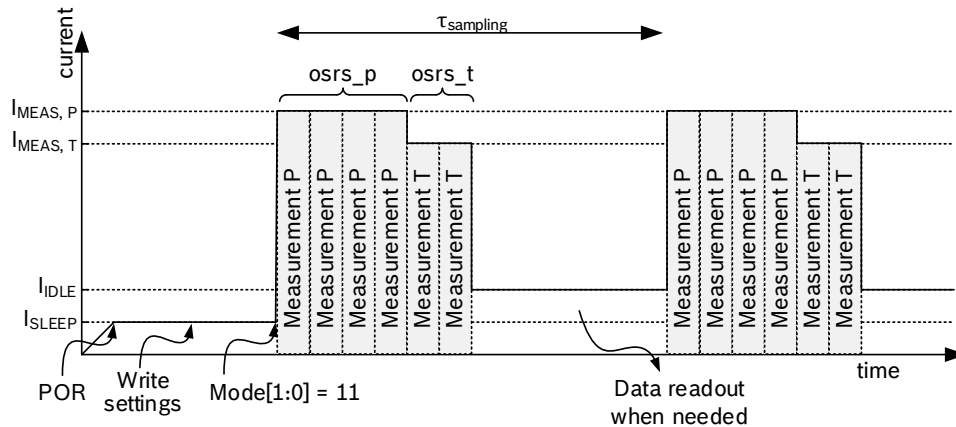 τsampling
current
osrs_p
osrs_t
IMEAS, P
IMEAS, T
Measurement P
Measurement P
Measurement P
Measurement P
Measurement T
Measurement T
Measurement P
Measurement P
Measurement P
Measurement P
Measurement T
Measurement T
IIDLE
ISLEEP
time
POR
Write
settings
Mode[1:0] = 11
Data readout
when needed